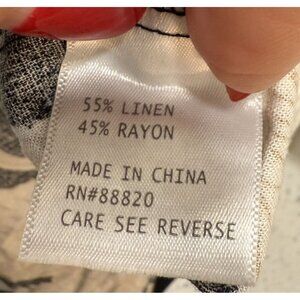 55% LINEN
45% RAYON
MADE IN CHINA
RN#88820
CARE SEE REVERSE